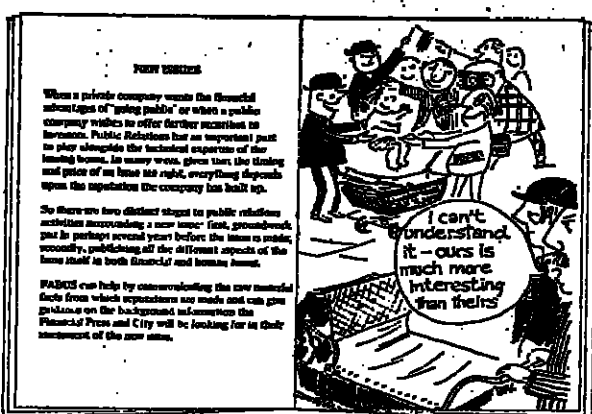 NEW ISSUES
When a private company wants the financial
advantages of "going public" or when a public
company wishes to offer further securities to
investors, Public Relations has an important part
to play alongside the technical expertise of the
issuing house. In many ways, given that the timing
and price of an issue are right, everything depends
upon the reputation the company has built up.
So there are two distinct stages to public relations
activities surrounding a new issue: first, groundwork
put in perhaps several years before the issue is made;
secondly, publicising all the different aspects of the
issue itself in both financial and human terms.
can help by communicating the raw material
facts from which reputations are made and can give
guidance on the background information the
Financial Press and City will be looking for in their
assessment of the new issue.
I can't
understand
it – ours is
much more
interesting
than theirs